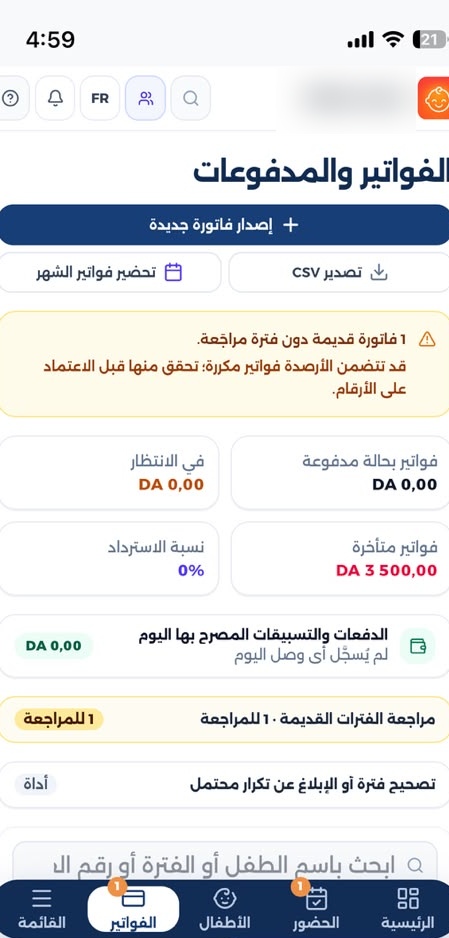 4:59
21
FR
الفواتير والمدفوعات
إصدار فاتورة جديدة
تصدير CSV
تحضير فواتير الشهر
1 فاتورة قديمة دون فترة مراجَعة.
قد تتضمن الأرصدة فواتير مكررة؛ تحقق منها قبل الاعتماد
على الأرقام.
فواتير بحالة مدفوعة
DA 0,00
في الانتظار
DA 0,00
فواتير متأخرة
DA 3 500,00
نسبة الاسترداد
0%
الدفعات والتسبيقات المصرح بها اليوم
لم يُسجَّل أي وصل اليوم
DA 0,00
مراجعة الفترات القديمة · 1 للمراجعة
1 للمراجعة
تصحيح فترة أو الإبلاغ عن تكرار محتمل
أداة
ابحث باسم الطفل أو الفترة أو رقم ال
الرئيسية
1
الحضور
الأطفال
1
الفواتير
القائمة